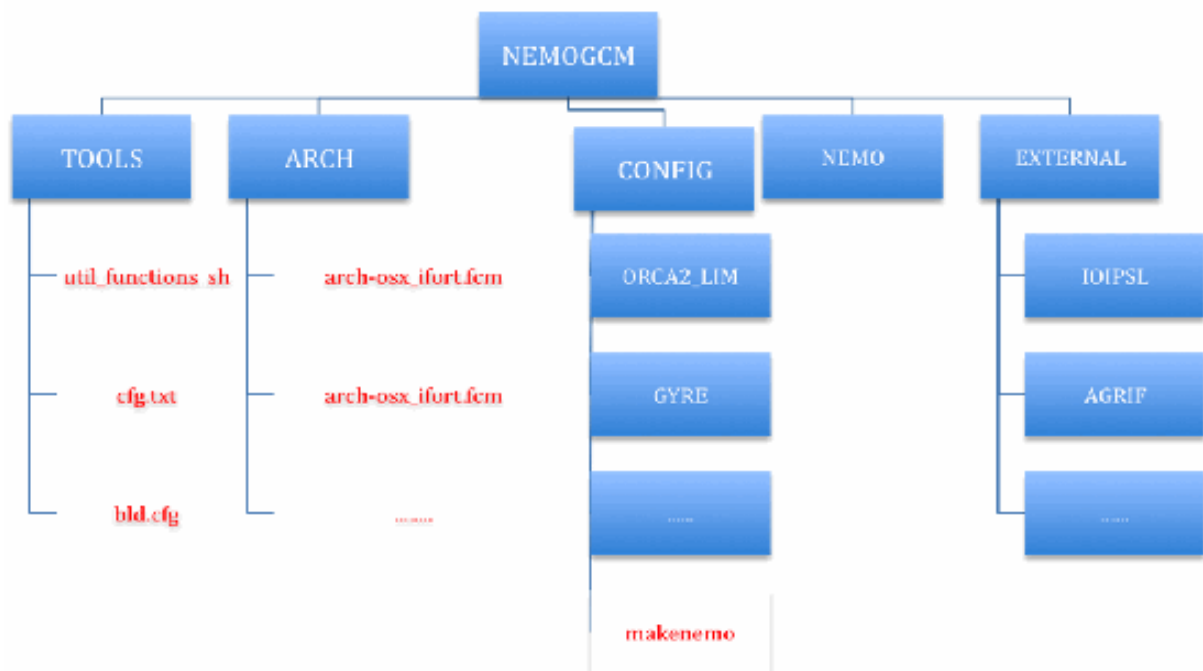 NEMOGCM
TOOLS
ARCH
CONFIG
NEMO
EXTERNAL
util_functions_sh
arch-osx_ifort.fcm
ORCA2_LIM
IOIPSL
cfg.txt
arch-osx_ifort.fcm
GYRE
AGRIF
bld.cfg
makenemo